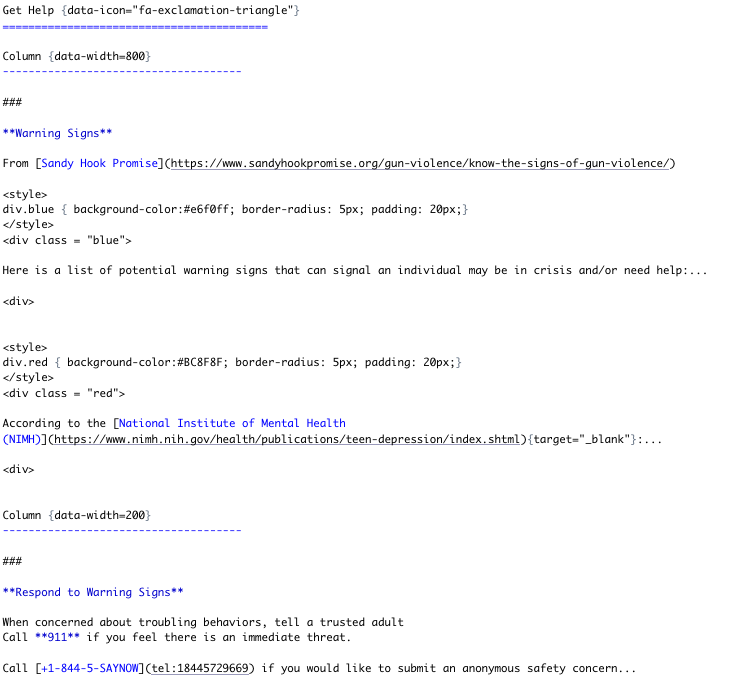 Get Help {data-icon="fa-exclamation-triangle"}
=========================================
Column {data-width=800}
-------------------------------------
###
**Warning Signs**
From [Sandy Hook Promise](https://www.sandyhookpromise.org/gun-violence/know-the-signs-of-gun-violence/)
<style>
div.blue { background-color:#e6f0ff; border-radius: 5px; padding: 20px;}
</style>
<div class = "blue">
Here is a list of potential warning signs that can signal an individual may be in crisis and/or need help:...
<div>
<style>
div.red { background-color:#BC8F8F; border-radius: 5px; padding: 20px;}
</style>
<div class = "red">
According to the [National Institute of Mental Health
(NIMH)](https://www.nimh.nih.gov/health/publications/teen-depression/index.shtml){target="_blank"}:...
<div>
Column {data-width=200}
-------------------------------------
###
**Respond to Warning Signs**
When concerned about troubling behaviors, tell a trusted adult
Call **911** if you feel there is an immediate threat.
Call [+1-844-5-SAYNOW](tel:18445729669) if you would like to submit an anonymous safety concern...